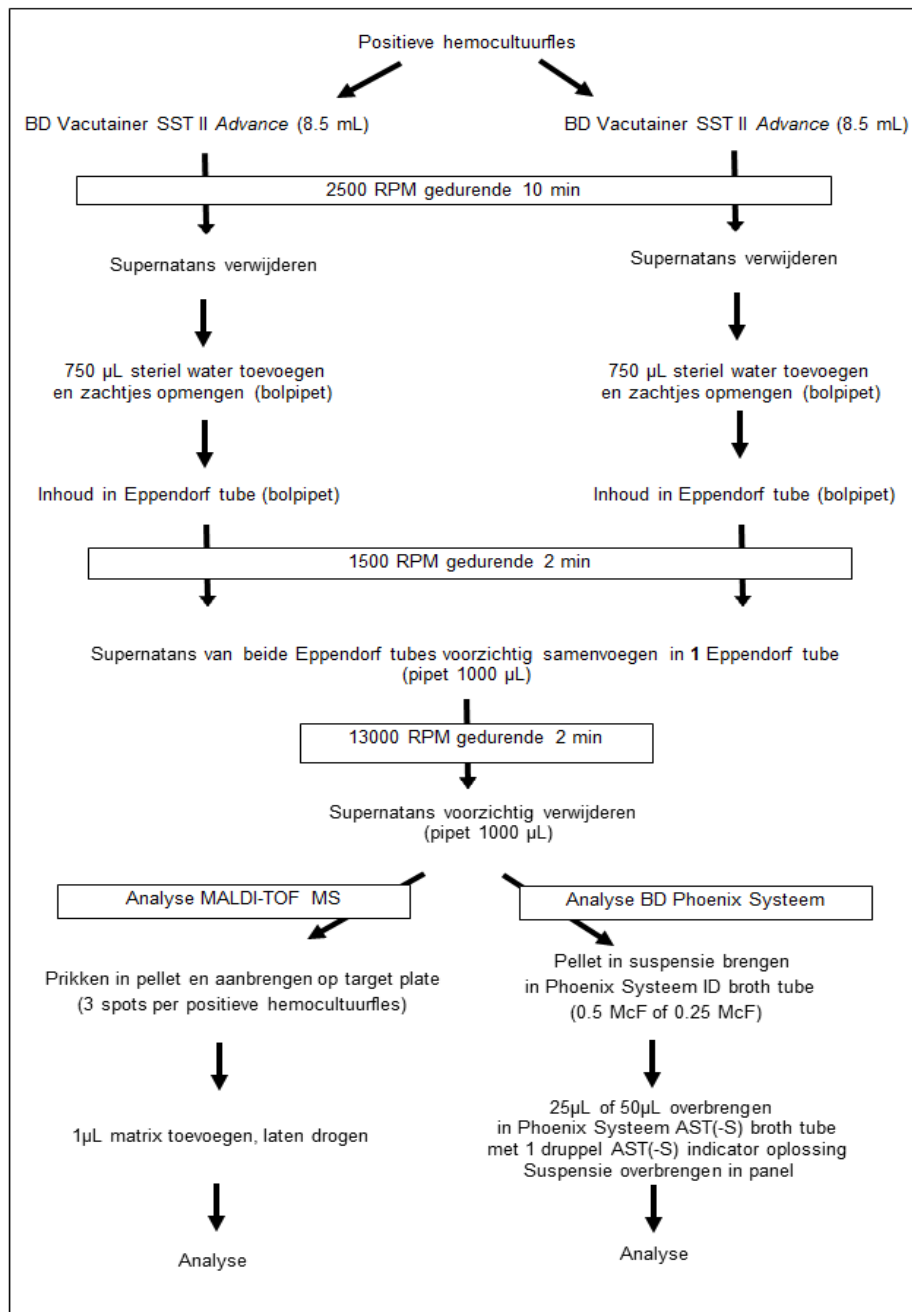 Positieve hemocultuurfles
BD Vacutainer SST II Advance (8.5 mL)
BD Vacutainer SST II Advance (8.5 mL)
2500 RPM gedurende 10 min
Supernatans verwijderen
Supernatans verwijderen
750 µL steriel water toevoegen
en zachtjes opmengen (bolpipet)
750 µL steriel water toevoegen
en zachtjes opmengen (bolpipet)
Inhoud in Eppendorf tube (bolpipet)
Inhoud in Eppendorf tube (bolpipet)
1500 RPM gedurende 2 min
Supernatans van beide Eppendorf tubes voorzichtig samenvoegen in 1 Eppendorf tube
(pipet 1000 µL)
13000 RPM gedurende 2 min
Supernatans voorzichtig verwijderen
(pipet 1000 µL)
Analyse MALDI-TOF MS
Prikken in pellet en aanbrengen op target plate
(3 spots per positieve hemocultuurfles)
1µL matrix toevoegen, laten drogen
Analyse
Analyse BD Phoenix Systeem
Pellet in suspensie brengen
in Phoenix Systeem ID broth tube
(0.5 McF of 0.25 McF)
25µL of 50µL overbrengen
in Phoenix Systeem AST(-S) broth tube
met 1 druppel AST(-S) indicator oplossing
Suspensie overbrengen in panel
Analyse